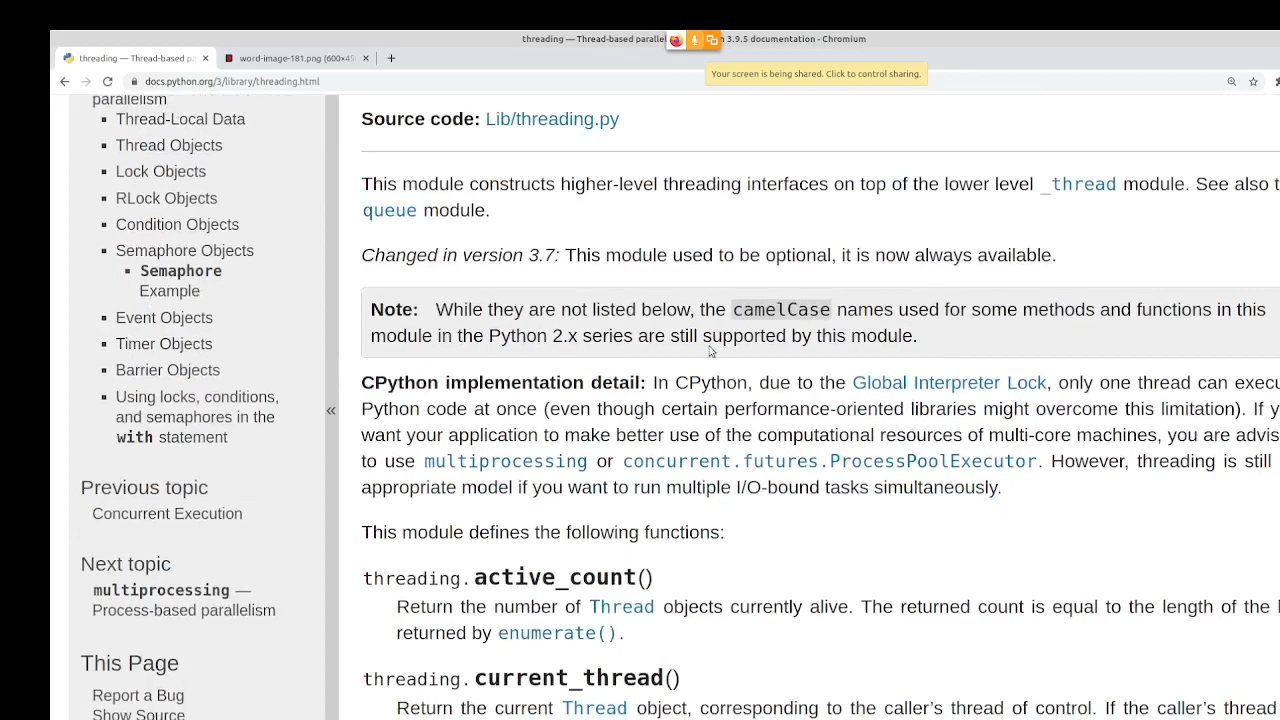 threading — Thread-based parallel 3.9.5 documentation - Chromium
threading — Thread-based p
word-image-181.png (600×45
Your screen is being shared. Click to control sharing.
docs.python.org/3/library/threading.html
parallelism
Thread-Local Data
Thread Objects
Lock Objects
RLock Objects
Condition Objects
Semaphore Objects
Semaphore
Example
Event Objects
Timer Objects
Barrier Objects
Using locks, conditions,
and semaphores in the
with statement
«
Previous topic
Concurrent Execution
Next topic
multiprocessing —
Process-based parallelism
This Page
Report a Bug
Show Source
Source code: Lib/threading.py
This module constructs higher-level threading interfaces on top of the lower level _thread module. See also t
queue module.
Changed in version 3.7: This module used to be optional, it is now always available.
Note: While they are not listed below, the camelCase names used for some methods and functions in this
module in the Python 2.x series are still supported by this module.
CPython implementation detail: In CPython, due to the Global Interpreter Lock, only one thread can execu
Python code at once (even though certain performance-oriented libraries might overcome this limitation). If y
want your application to make better use of the computational resources of multi-core machines, you are advis
to use multiprocessing or concurrent.futures.ProcessPoolExecutor. However, threading is still
appropriate model if you want to run multiple I/O-bound tasks simultaneously.
This module defines the following functions:
threading.active_count()
Return the number of Thread objects currently alive. The returned count is equal to the length of the l
returned by enumerate().
threading.current_thread()
Return the current Thread object, corresponding to the caller's thread of control. If the caller's thread